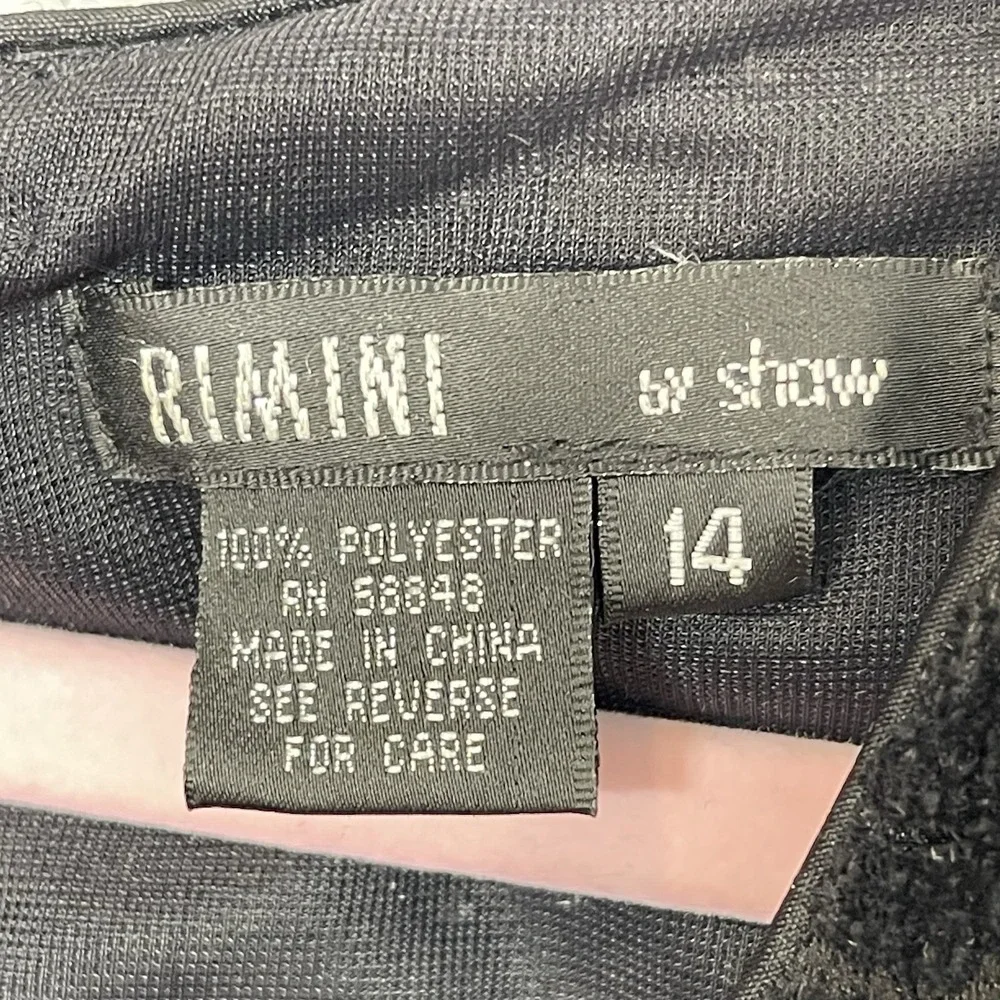 RIMINI BY shaw
14
100% POLYESTER
RN 58848
MADE IN CHINA
SEE REVERSE
FOR CARE